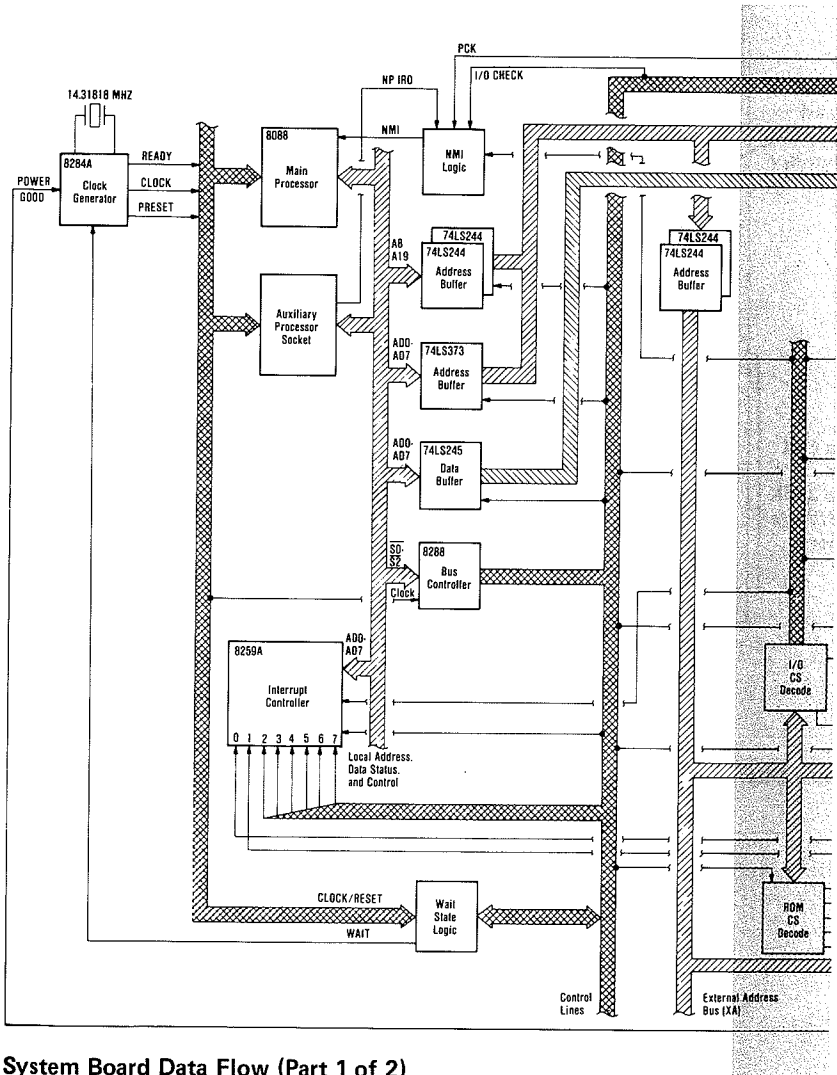 PCK
I/O CHECK
NP IRO
14.31818 MHZ
8284A
Clock
Generator
POWER
GOOD
READY
CLOCK
PRESET
8088
Main
Processor
NMI
NMI
Logic
A8
A19
74LS244
74LS244
Address
Buffer
74LS244
74LS244
Address
Buffer
Auxiliary
Processor
Socket
AD0-
AD7
74LS373
Address
Buffer
AD0-
AD7
74LS245
Data
Buffer
S0-
S2
Clock
8288
Bus
Controller
8259A
AD0-
AD7
Interrupt
Controller
0 1 2 3 4 5 6 7
Local Address.
Data Status.
and Control
I/O
CS
Decode
CLOCK/RESET
WAIT
Wait
State
Logic
ROM
CS
Decode
Control
Lines
External Address
Bus (XA)
System Board Data Flow (Part 1 of 2)